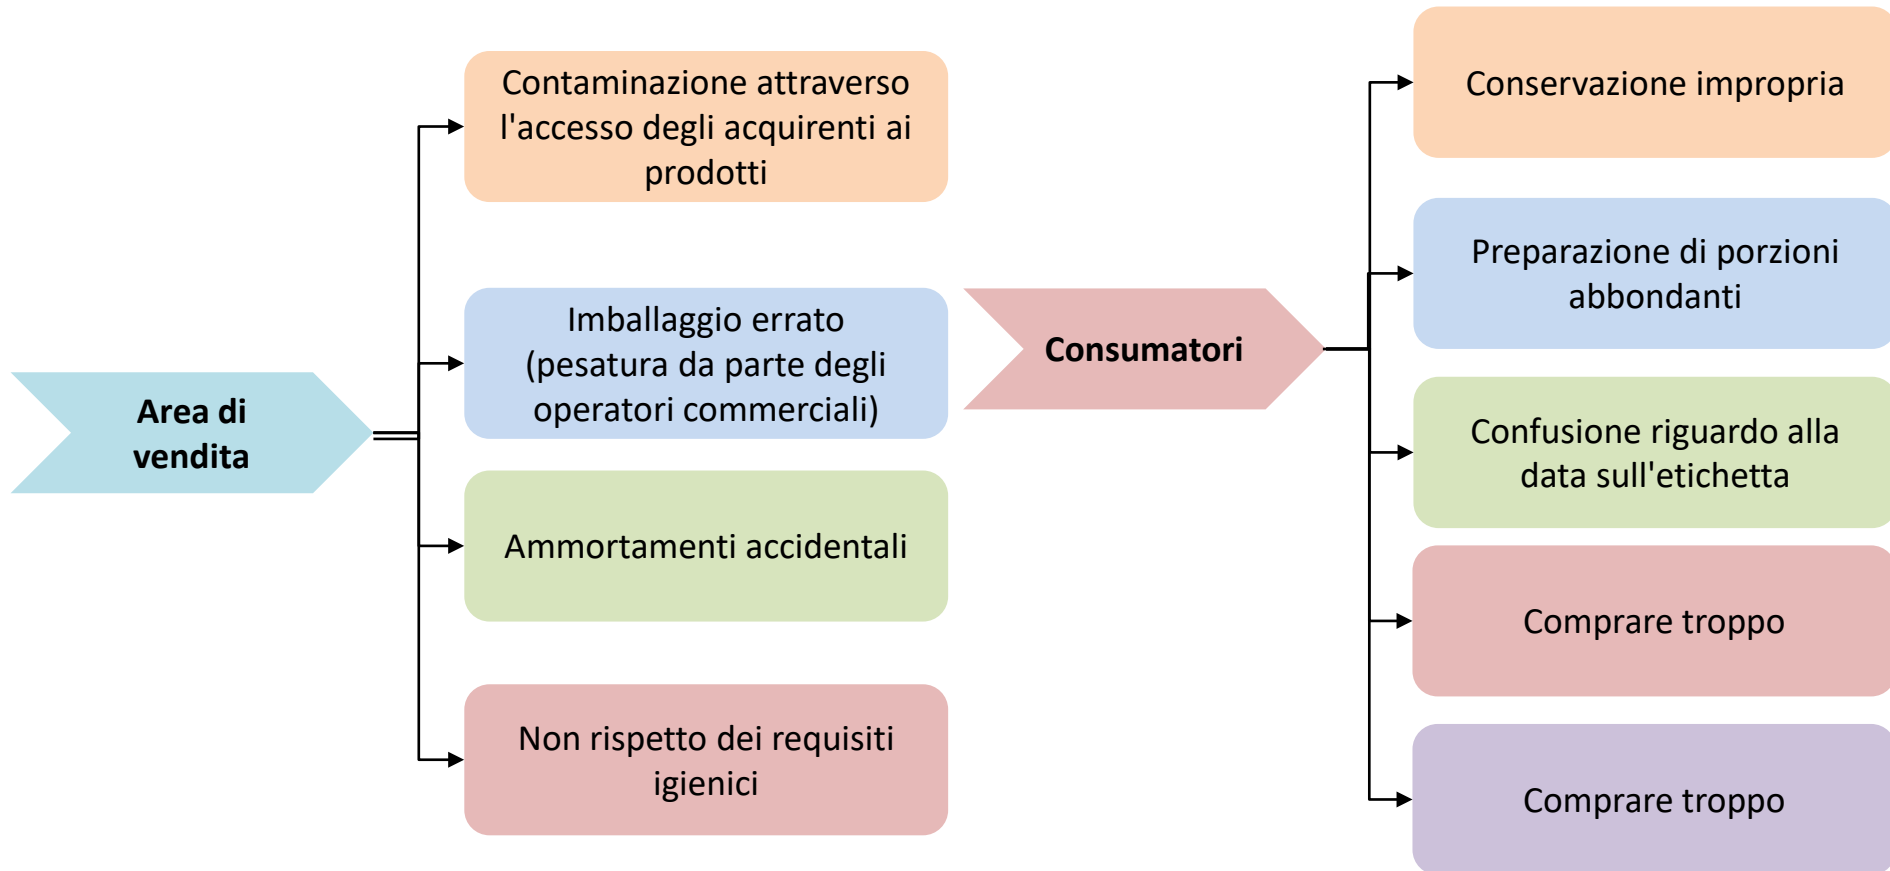 Area di
vendita
Contaminazione attraverso
l'accesso degli acquirenti ai
prodotti
Imballaggio errato
(pesatura da parte degli
operatori commerciali)
Ammortamenti accidentali
Non rispetto dei requisiti
igienici
Consumatori
Conservazione impropria
Preparazione di porzioni
abbondanti
Confusione riguardo alla
data sull'etichetta
Comprare troppo
Comprare troppo